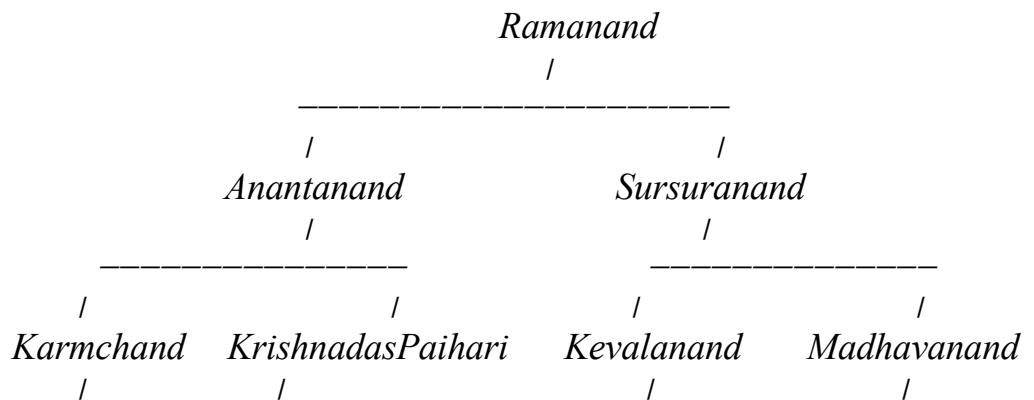 Ramanand
/
–––––––––––––––––––––
/ /
Anantanand Sursuranand
/ /
––––––––––––––– ––––––––––––––
/ / / /
Karmchand KrishnadasPaihari Kevalanand Madhavanand
/ / / /